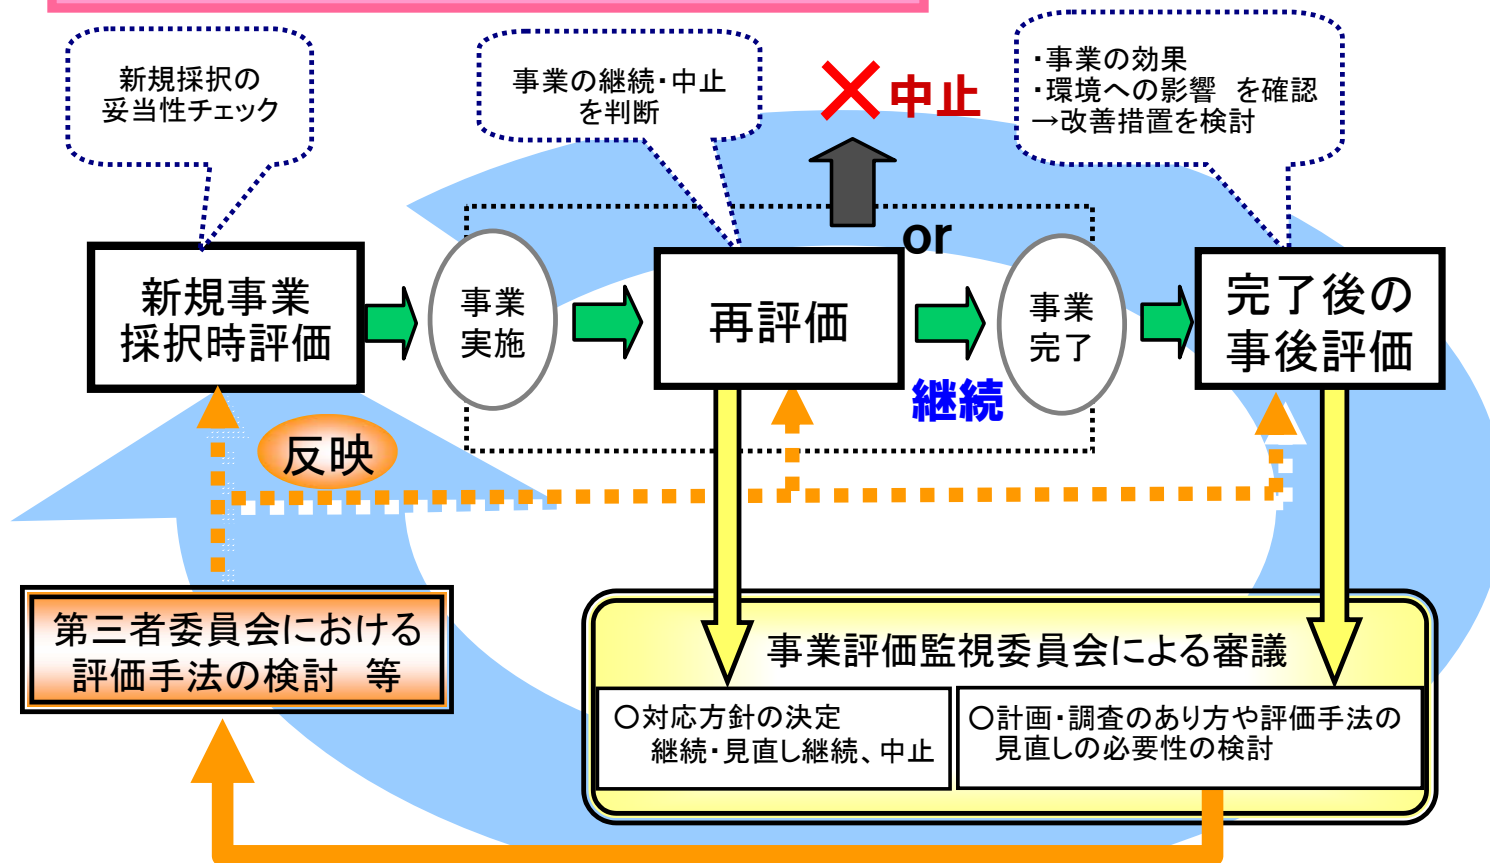 新規採択の
妥当性チェック
事業の継続・中止
を判断
中止
・事業の効果
・環境への影響　を確認
→改善措置を検討
or
新規事業
採択時評価
事業
実施
再評価
継続
事業
完了
完了後の
事後評価
反映
第三者委員会における
評価手法の検討　等
事業評価監視委員会による審議
○対応方針の決定
継続・見直し継続、中止
○計画・調査のあり方や評価手法の
見直しの必要性の検討